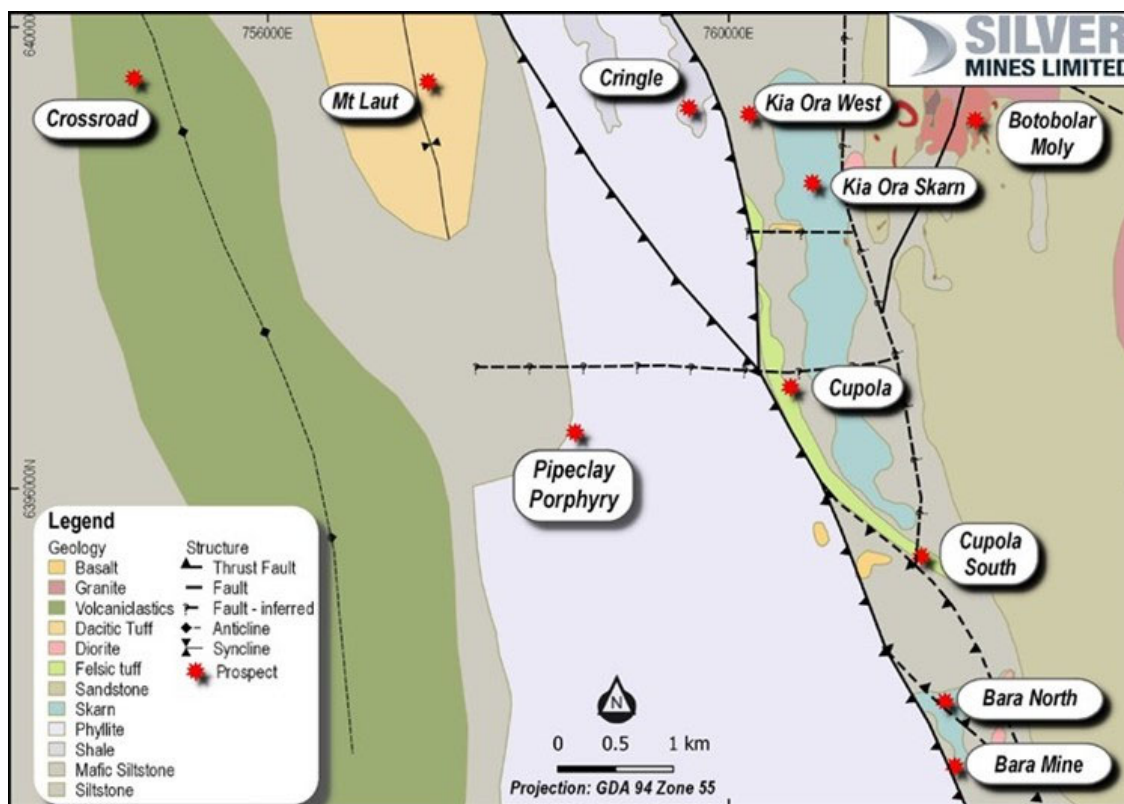 640000
756000E
760000E
SILVER
MINES LIMITED
Crossroad
Mt Laut
Cringle
Kia Ora West
Botobolar
Moly
Kia Ora Skarn
Cupola
Pipeclay
Porphyry
6396000N
Cupola
South
Bara North
Bara Mine
Legend
Geology
Basalt
Granite
Volcaniclastics
Dacitic Tuff
Diorite
Felsic tuff
Sandstone
Skarn
Phyllite
Shale
Mafic Siltstone
Siltstone
Structure
Thrust Fault
Fault
Fault - inferred
Anticline
Syncline
Prospect
N
0 0.5 1 km
Projection: GDA 94 Zone 55